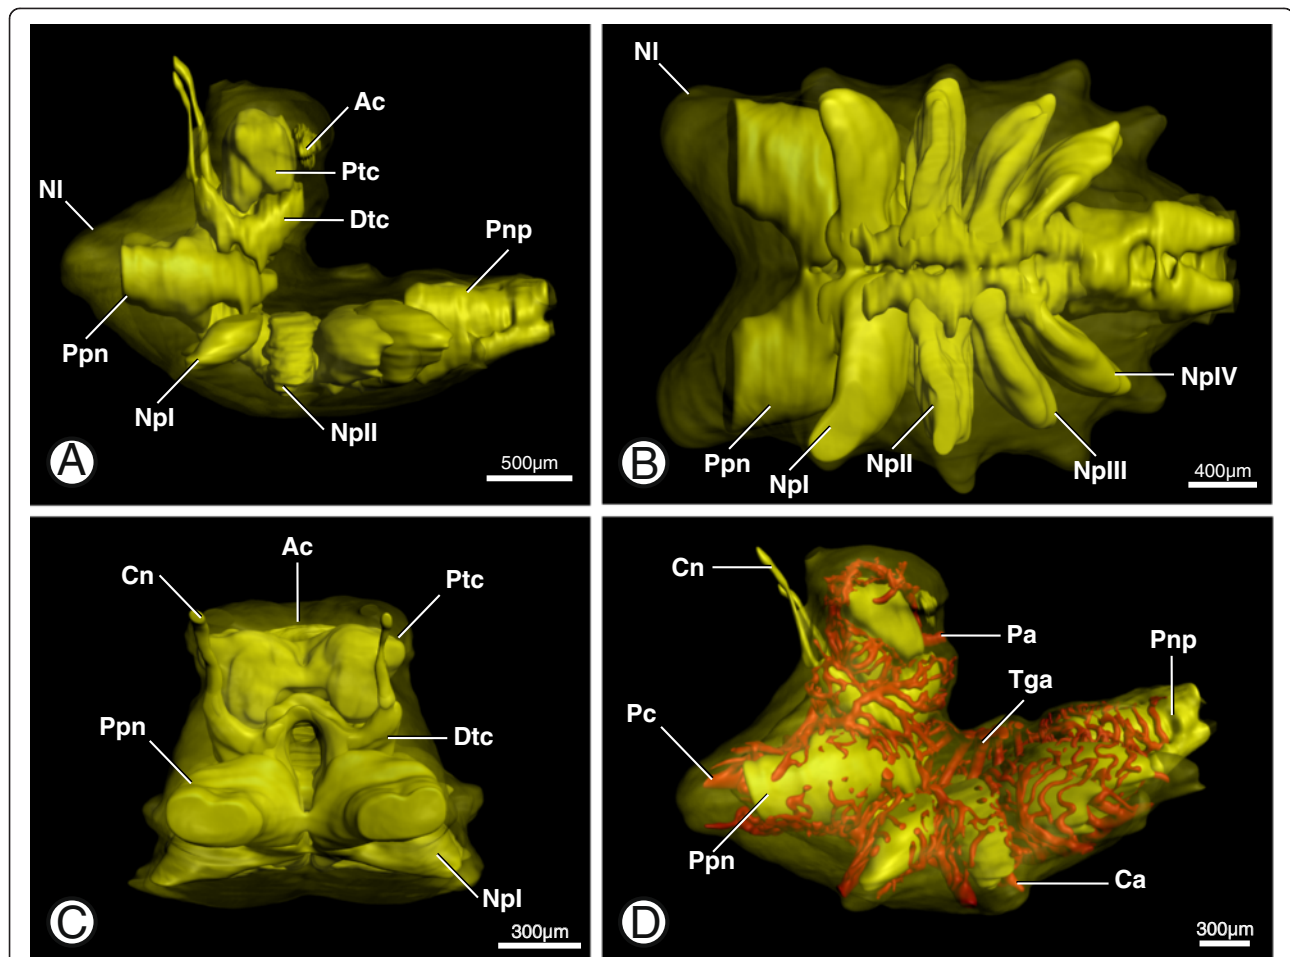 Ac
Ptc
Nl
Dtc
Pnp
Ppn
NpI
NpII
A
500µm
Nl
NpIV
Ppn
NpII
NpIII
NpI
B
400µm
Ac
Cn
Ptc
Ppn
Dtc
NpI
C
300µm
Cn
Pa
Pnp
Tga
Pc
Ppn
Ca
D
300µm